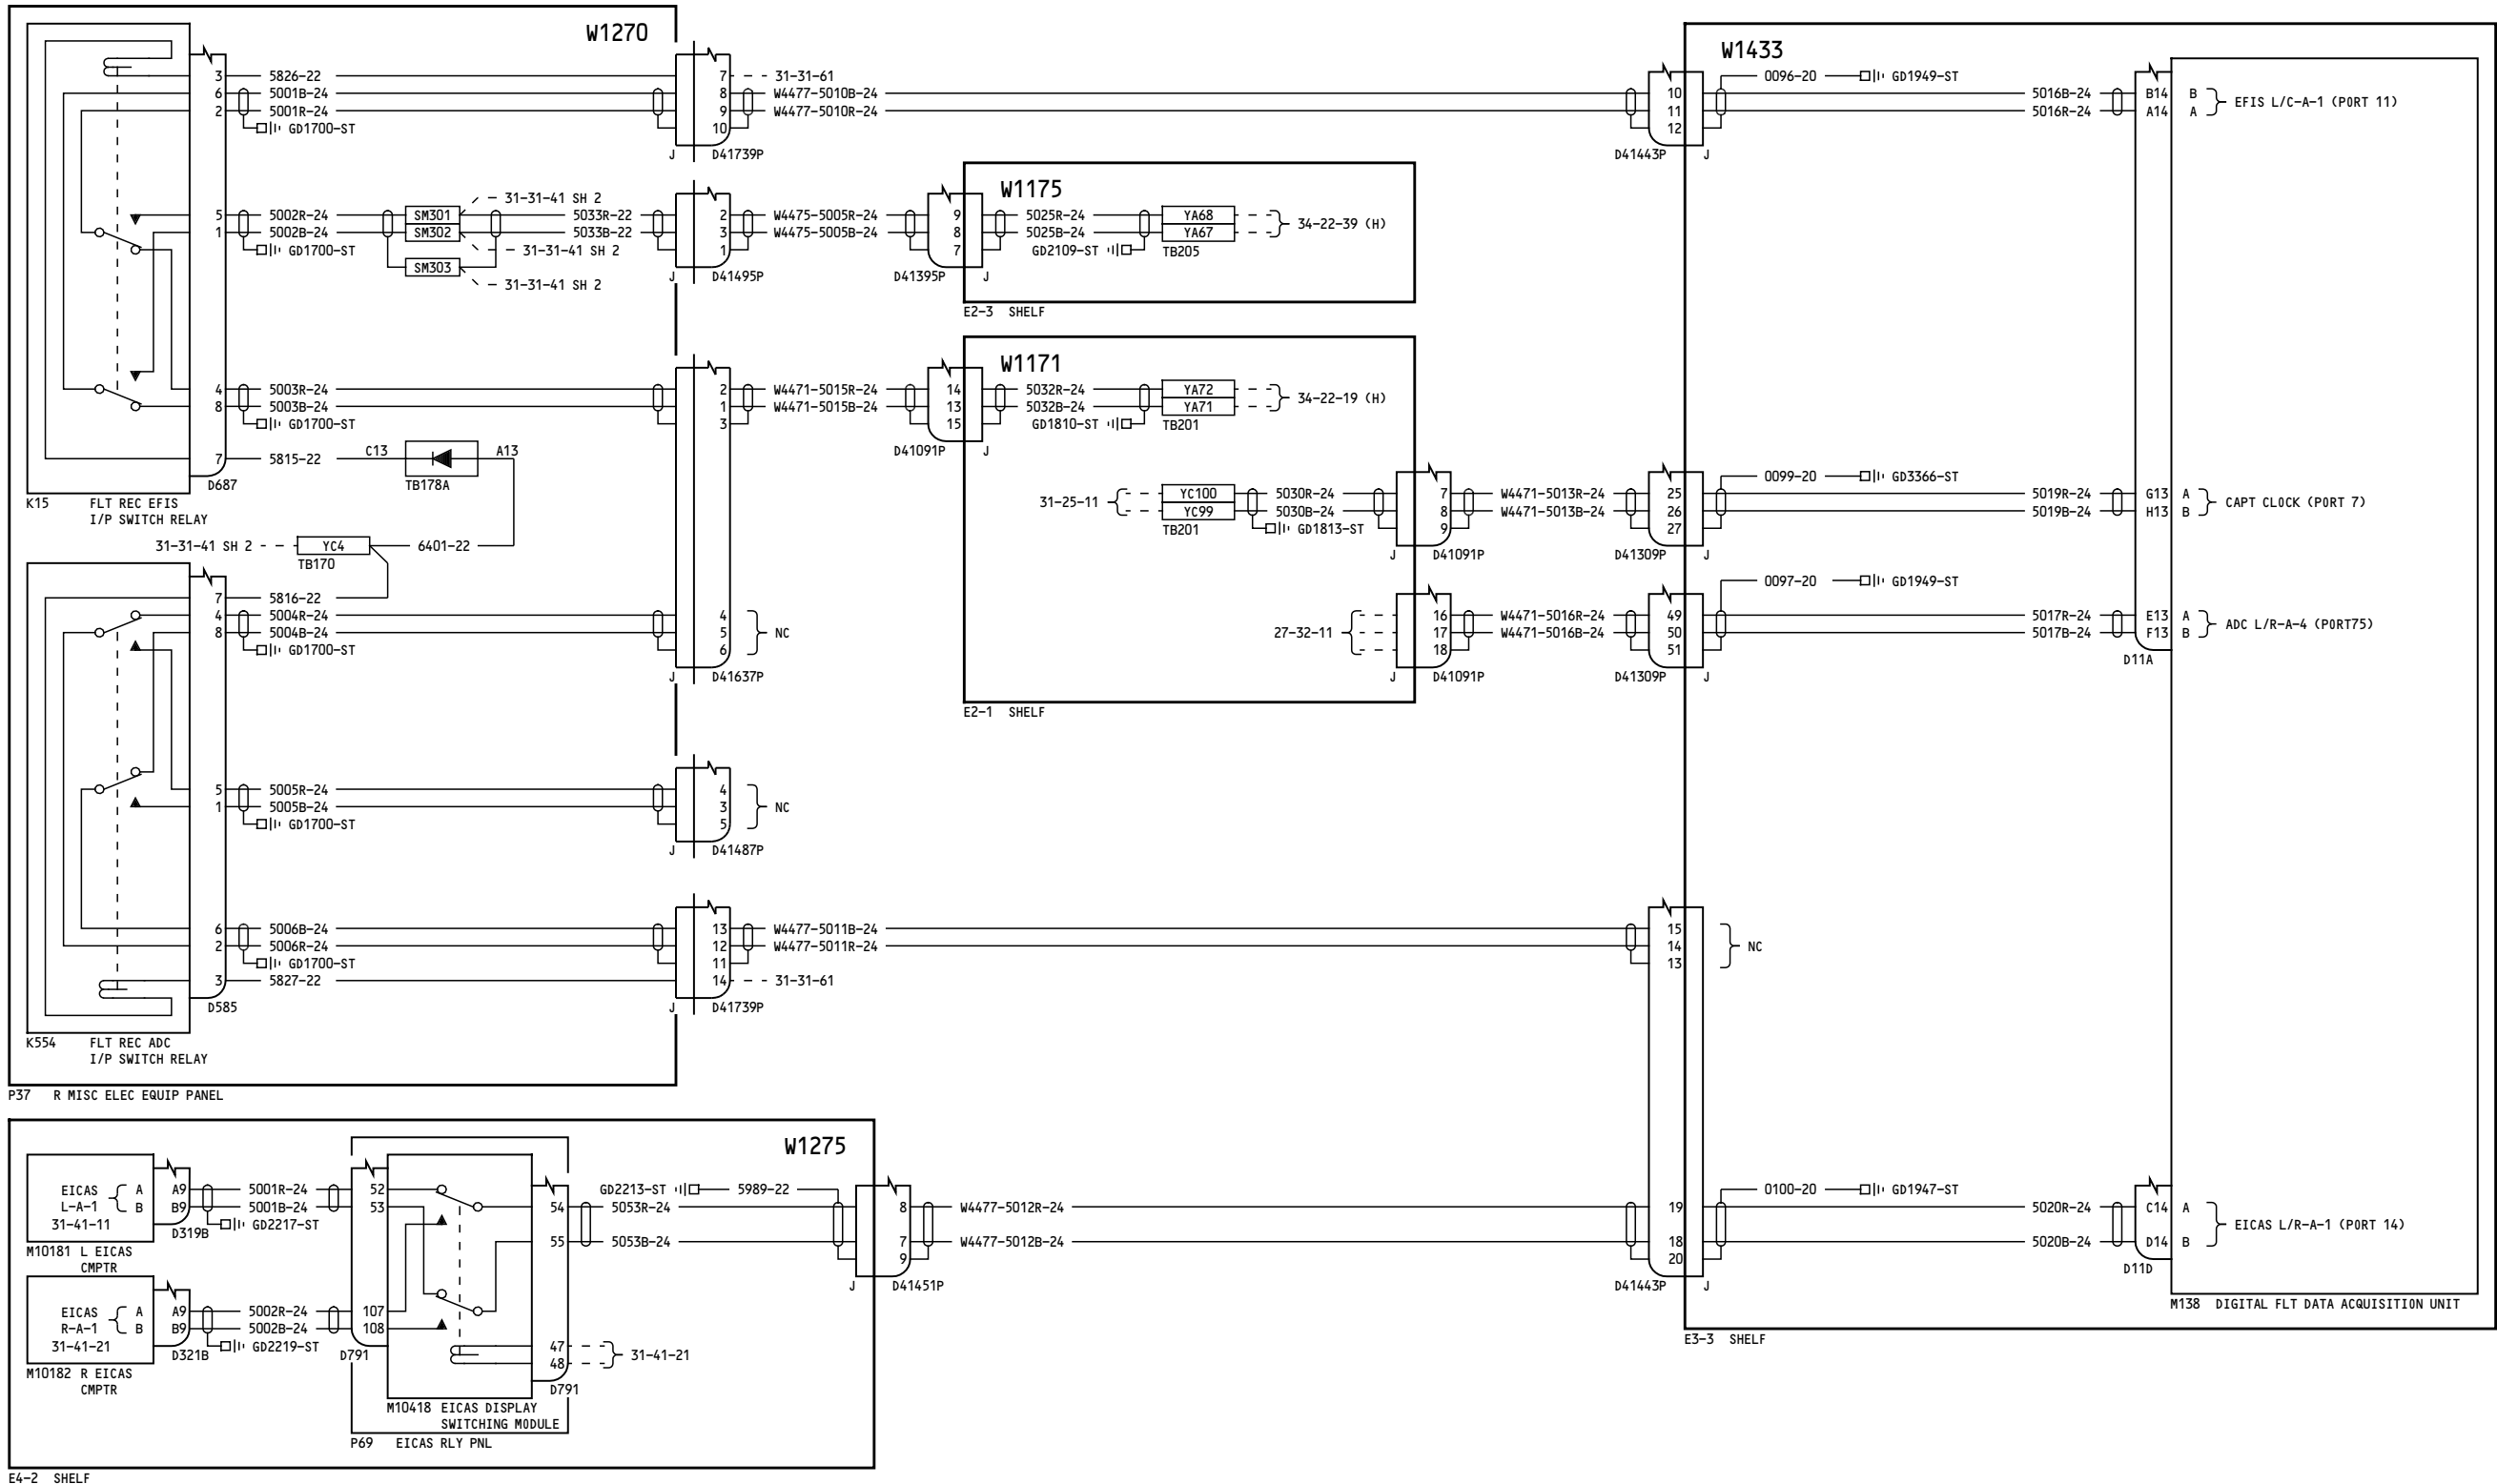 W1270
3 5826-22
6 5001B-24
2 5001R-24
GD1700-ST
7 31-31-61
8 W4477-5010B-24
9 W4477-5010R-24
10
J D41739P
5 5002R-24 SM301 5033R-22
1 5002B-24 SM302 5033B-22
GD1700-ST
SM303
31-31-41 SH 2
31-31-41 SH 2
31-31-41 SH 2
2 W4475-5005R-24
3 W4475-5005B-24
1
J D41495P
4 5003R-24
8 5003B-24
GD1700-ST
2 W4471-5015R-24
1 W4471-5015B-24
3
7 5815-22 C13 A13
TB178A
D687
K15 FLT REC EFIS
I/P SWITCH RELAY
31-31-41 SH 2 YC4 6401-22
TB170
7 5816-22
4 5004R-24
8 5004B-24
GD1700-ST
4
5 NC
6
J D41637P
5 5005R-24
1 5005B-24
GD1700-ST
4
3 NC
5
J D41487P
6 5006B-24
2 5006R-24
GD1700-ST
3 5827-22
13 W4477-5011B-24
12 W4477-5011R-24
11
14 31-31-61
J D41739P
D585
K554 FLT REC ADC
I/P SWITCH RELAY
P37 R MISC ELEC EQUIP PANEL
W1175
9 5025R-24 YA68
8 5025B-24 YA67
7 GD2109-ST TB205
34-22-39 (H)
D41395P J
E2-3 SHELF
W1171
14 5032R-24 YA72
13 5032B-24 YA71
15 GD1810-ST TB201
34-22-19 (H)
D41091P J
31-25-11 YC100 5030R-24
YC99 5030B-24
TB201 GD1813-ST
7 W4471-5013R-24
8 W4471-5013B-24
9
J D41091P
27-32-11
16 W4471-5016R-24
17 W4471-5016B-24
18
J D41091P
E2-1 SHELF
W1433
0096-20 GD1949-ST
10 5016B-24 B14 B
11 5016R-24 A14 A
12
EFIS L/C-A-1 (PORT 11)
D41443P J
0099-20 GD3366-ST
25 5019R-24 G13 A
26 5019B-24 H13 B
27
CAPT CLOCK (PORT 7)
D41309P J
0097-20 GD1949-ST
49 5017R-24 E13 A
50 5017B-24 F13 B
51
ADC L/R-A-4 (PORT75)
D11A
D41309P J
15
14 NC
13
0100-20 GD1947-ST
19 5020R-24 C14 A
18 5020B-24 D14 B
20
EICAS L/R-A-1 (PORT 14)
D11D
D41443P J
M138 DIGITAL FLT DATA ACQUISITION UNIT
E3-3 SHELF
W1275
EICAS A A9 5001R-24 52
L-A-1 B B9 5001B-24 53
31-41-11 GD2217-ST
D319B
M10181 L EICAS
CMPTR
EICAS A A9 5002R-24 107
R-A-1 B B9 5002B-24 108
31-41-21 GD2219-ST
D321B D791
M10182 R EICAS
CMPTR
GD2213-ST 5989-22
54 5053R-24
55 5053B-24
47
48 31-41-21
D791
M10418 EICAS DISPLAY
SWITCHING MODULE
P69 EICAS RLY PNL
8 W4477-5012R-24
7 W4477-5012B-24
9
J D41451P
E4-2 SHELF